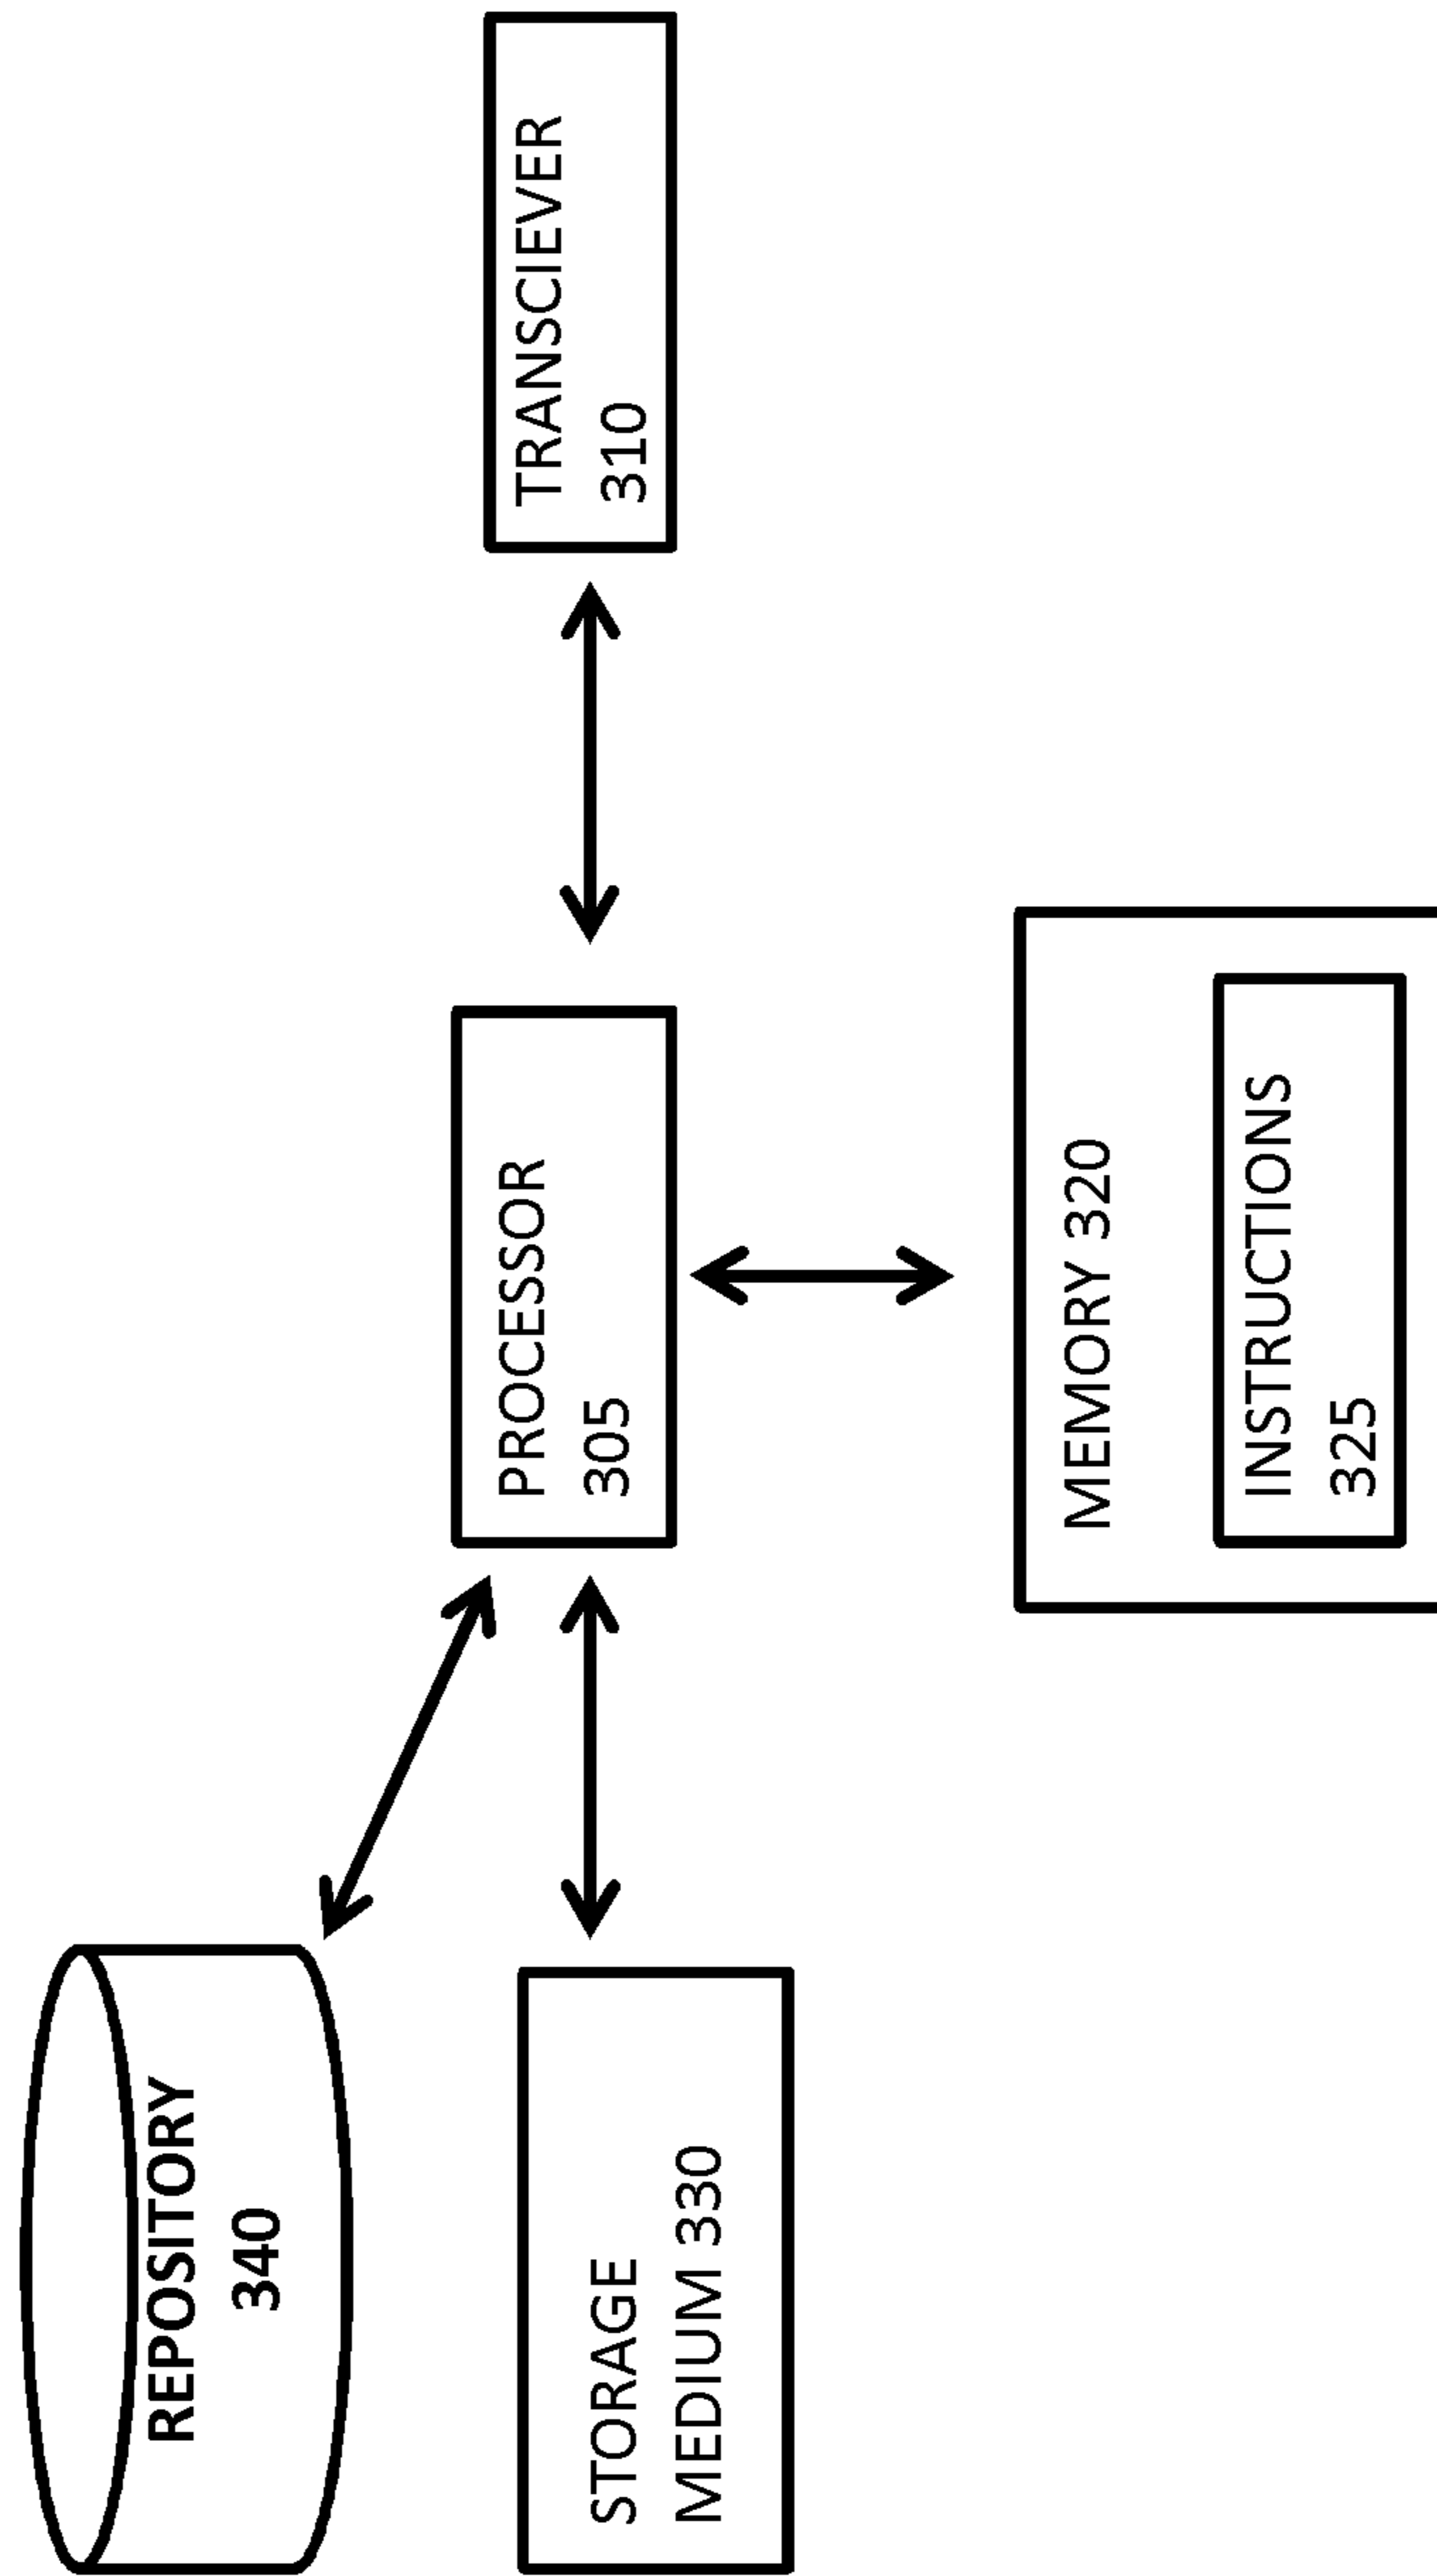 REPOSITORY
340
STORAGE
MEDIUM 330
PROCESSOR
305
TRANSCIEVER
310
MEMORY 320
INSTRUCTIONS
325